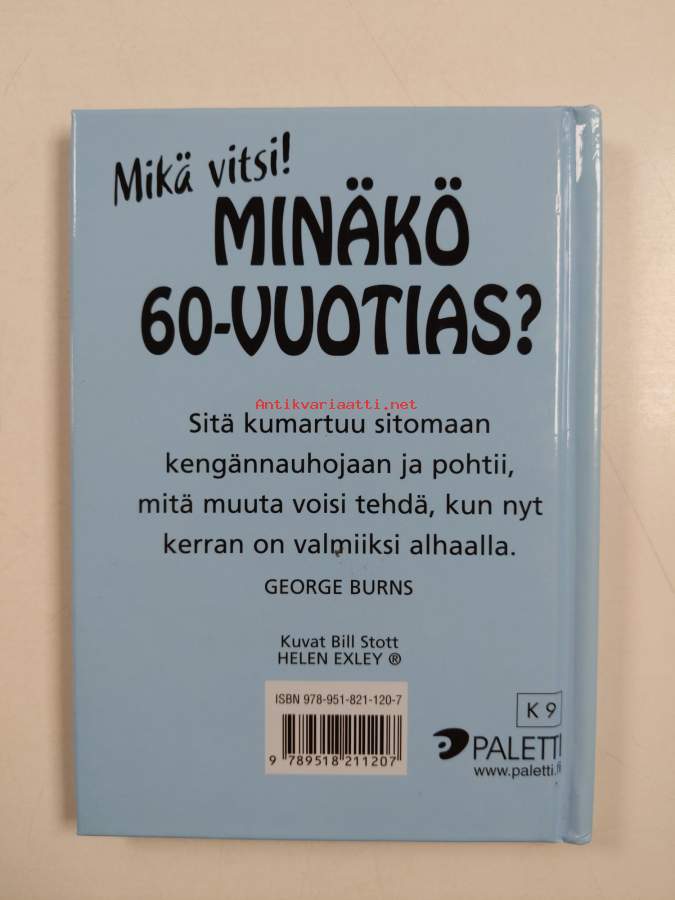 Mikä vitsi!
MINÄKÖ
60-VUOTIAS?
Antikvariaatti.net
Sitä kumartuu sitomaan
kengännauhojaan ja pohtii,
mitä muuta voisi tehdä, kun nyt
kerran on valmiiksi alhaalla.
GEORGE BURNS
Kuvat Bill Stott
HELEN EXLEY ®
ISBN 978-951-821-120-7
9 789518 211207
K 9
PALETTI
www.paletti.fi